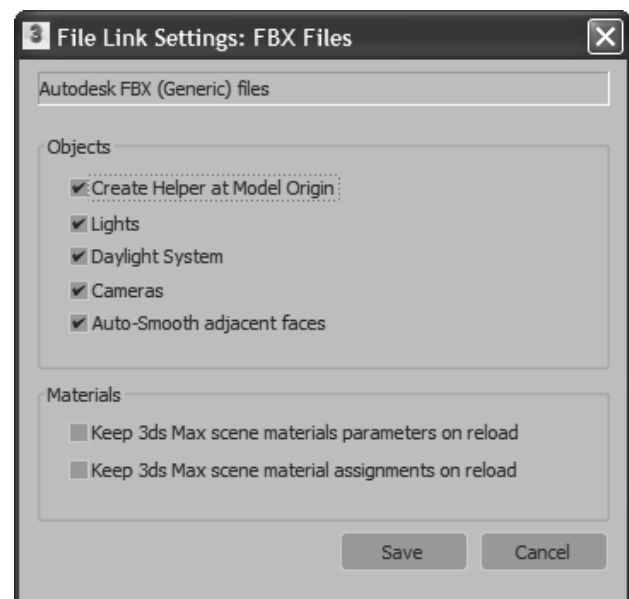 File Link Settings: FBX Files
Autodesk FBX (Generic) files
Objects
Create Helper at Model Origin
Lights
Daylight System
Cameras
Auto-Smooth adjacent faces
Materials
Keep 3ds Max scene materials parameters on reload
Keep 3ds Max scene material assignments on reload
Save Cancel